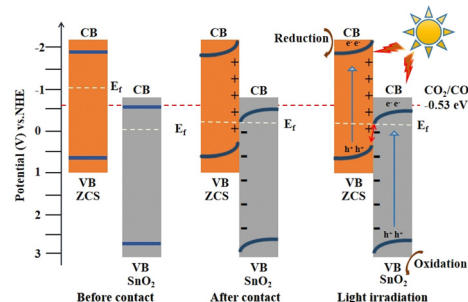 Potential (V) vs.NHE
-2
-1
0
1
2
3
CB
E_f
VB
ZCS
CB
VB
SnO₂
Before contact
CB
+
+
+
+
+
E_f
VB
ZCS
CB
-
-
-
-
-
VB
SnO₂
After contact
Reduction
CB
e⁻ e⁻
+
+
+
+
+
h⁺ h⁺
VB
ZCS
CO₂/CO
-0.53 eV
CB
e⁻ e⁻
E_f
-
-
-
-
-
h⁺ h⁺
VB
SnO₂
Oxidation
Light irradiation